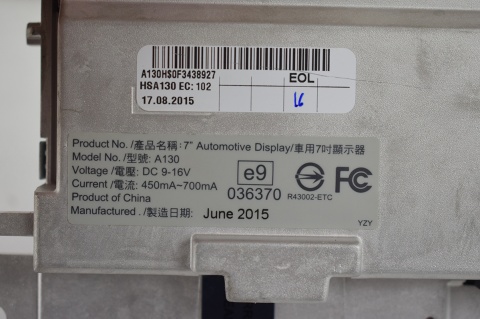 A130HS0F3438927
HSA130 EC: 102
17.08.2015
EOL
16
Product No./產品名稱: 7" Automotive Display/車用7吋顯示器
Model No./型號: A130
Voltage /電壓: DC 9-16V
Current /電流: 450mA~700mA
Product of China
Manufactured ./製造日期: June 2015
e9
036370
R43002-ETC
FC
YZY